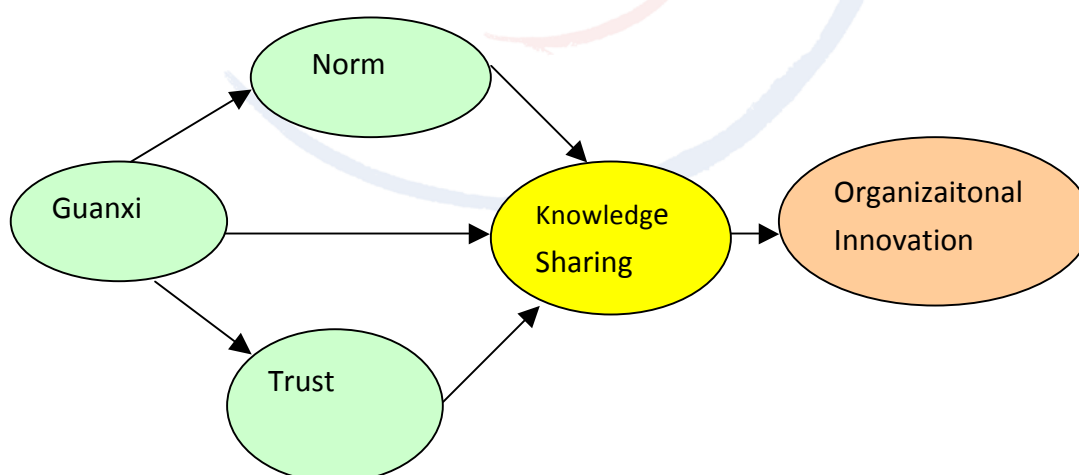 Norm
Guanxi
Knowledge
Sharing
Organizaitonal
Innovation
Trust